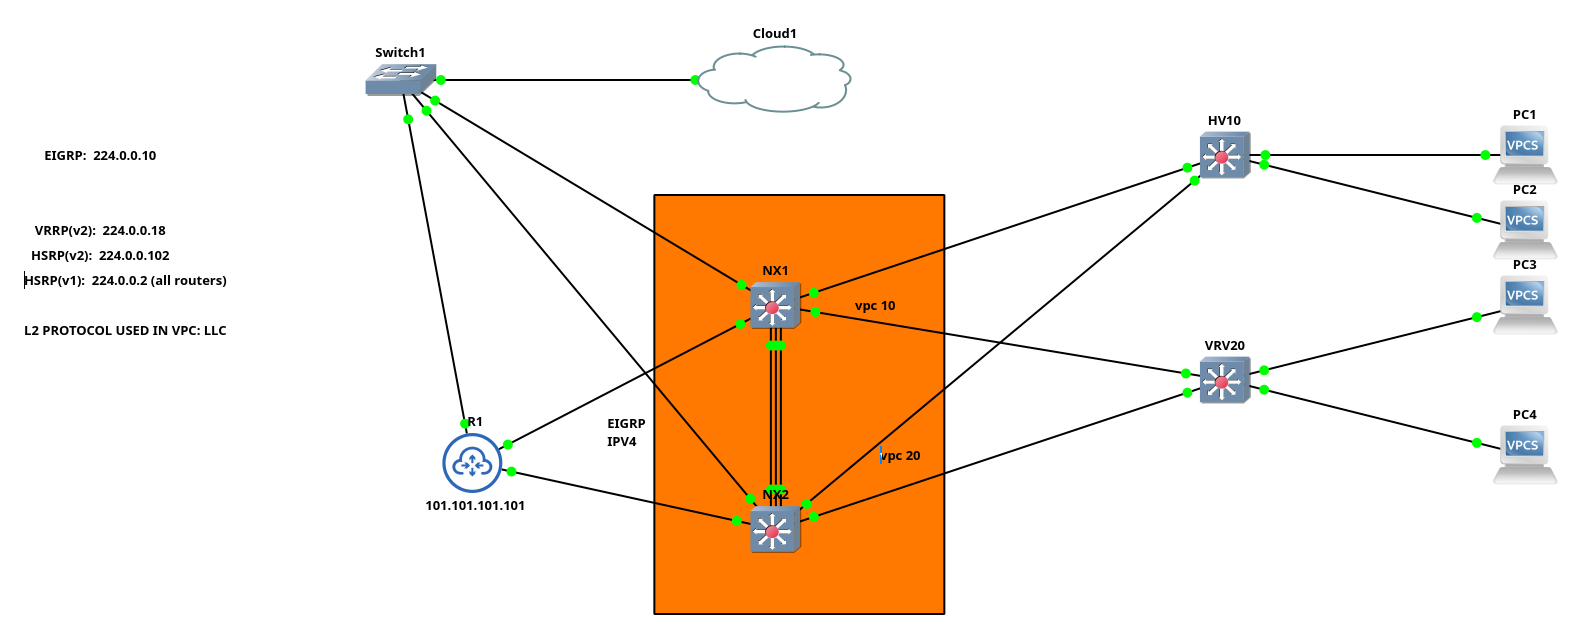 Cloud1
Switch1
HV10
PC1
VPCS
EIGRP:  224.0.0.10
PC2
VPCS
VRRP(v2):  224.0.0.18
HSRP(v2):  224.0.0.102
HSRP(v1):  224.0.0.2 (all routers)
NX1
PC3
VPCS
vpc 10
L2 PROTOCOL USED IN VPC: LLC
VRV20
R1
EIGRP
IPV4
PC4
VPCS
vpc 20
NX2
101.101.101.101